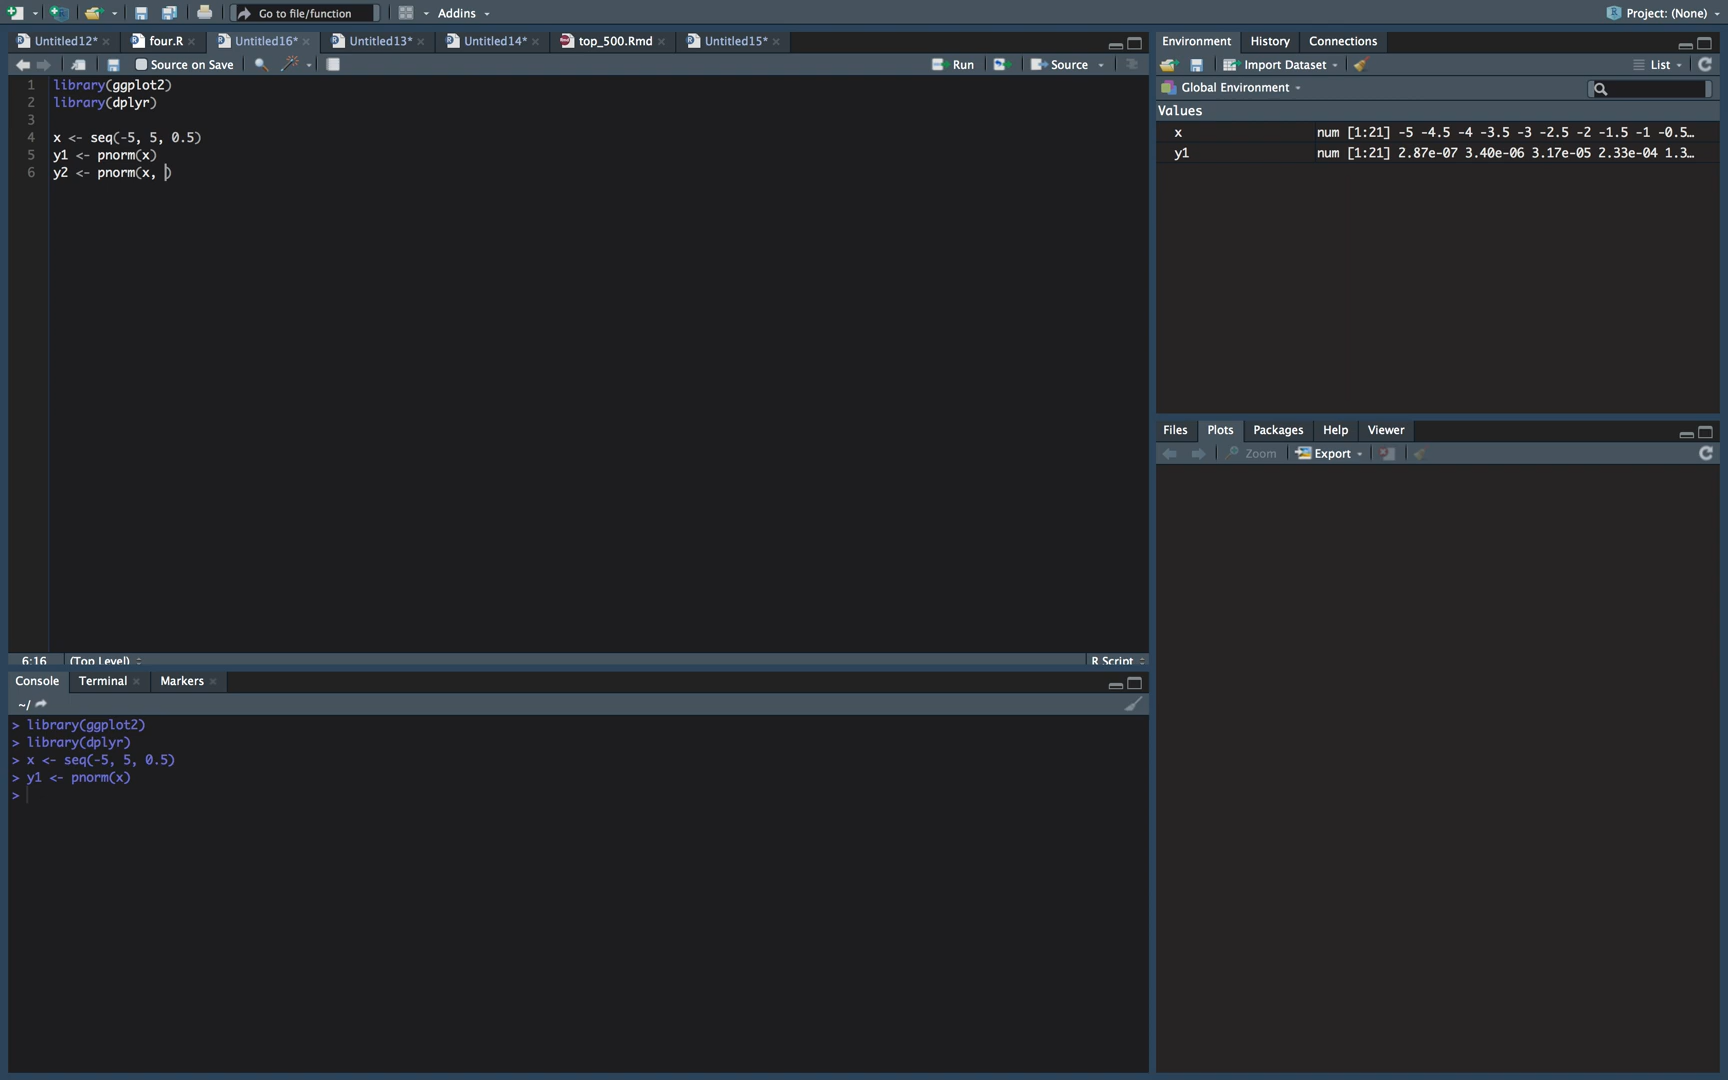 Go to file/function
Addins
Project: (None)
Untitled12*
four.R
Untitled16*
Untitled13*
Untitled14*
top_500.Rmd
Untitled15*
Source on Save
Run
Source
1 library(ggplot2)
2 library(dplyr)
3
4 x <- seq(-5, 5, 0.5)
5 y1 <- pnorm(x)
6 y2 <- pnorm(x, )
6:16 (Top Level)
R Script
Console
Terminal
Markers
~/
> library(ggplot2)
> library(dplyr)
> x <- seq(-5, 5, 0.5)
> y1 <- pnorm(x)
>
Environment
History
Connections
Import Dataset
List
Global Environment
Values
x num [1:21] -5 -4.5 -4 -3.5 -3 -2.5 -2 -1.5 -1 -0.5…
y1 num [1:21] 2.87e-07 3.40e-06 3.17e-05 2.33e-04 1.3…
Files
Plots
Packages
Help
Viewer
Zoom
Export